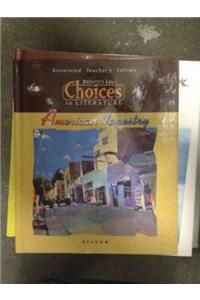 Annotated Teacher's Edition
PRENTICE HALL
Choices
in LITERATURE
American Tapestry
SILVER